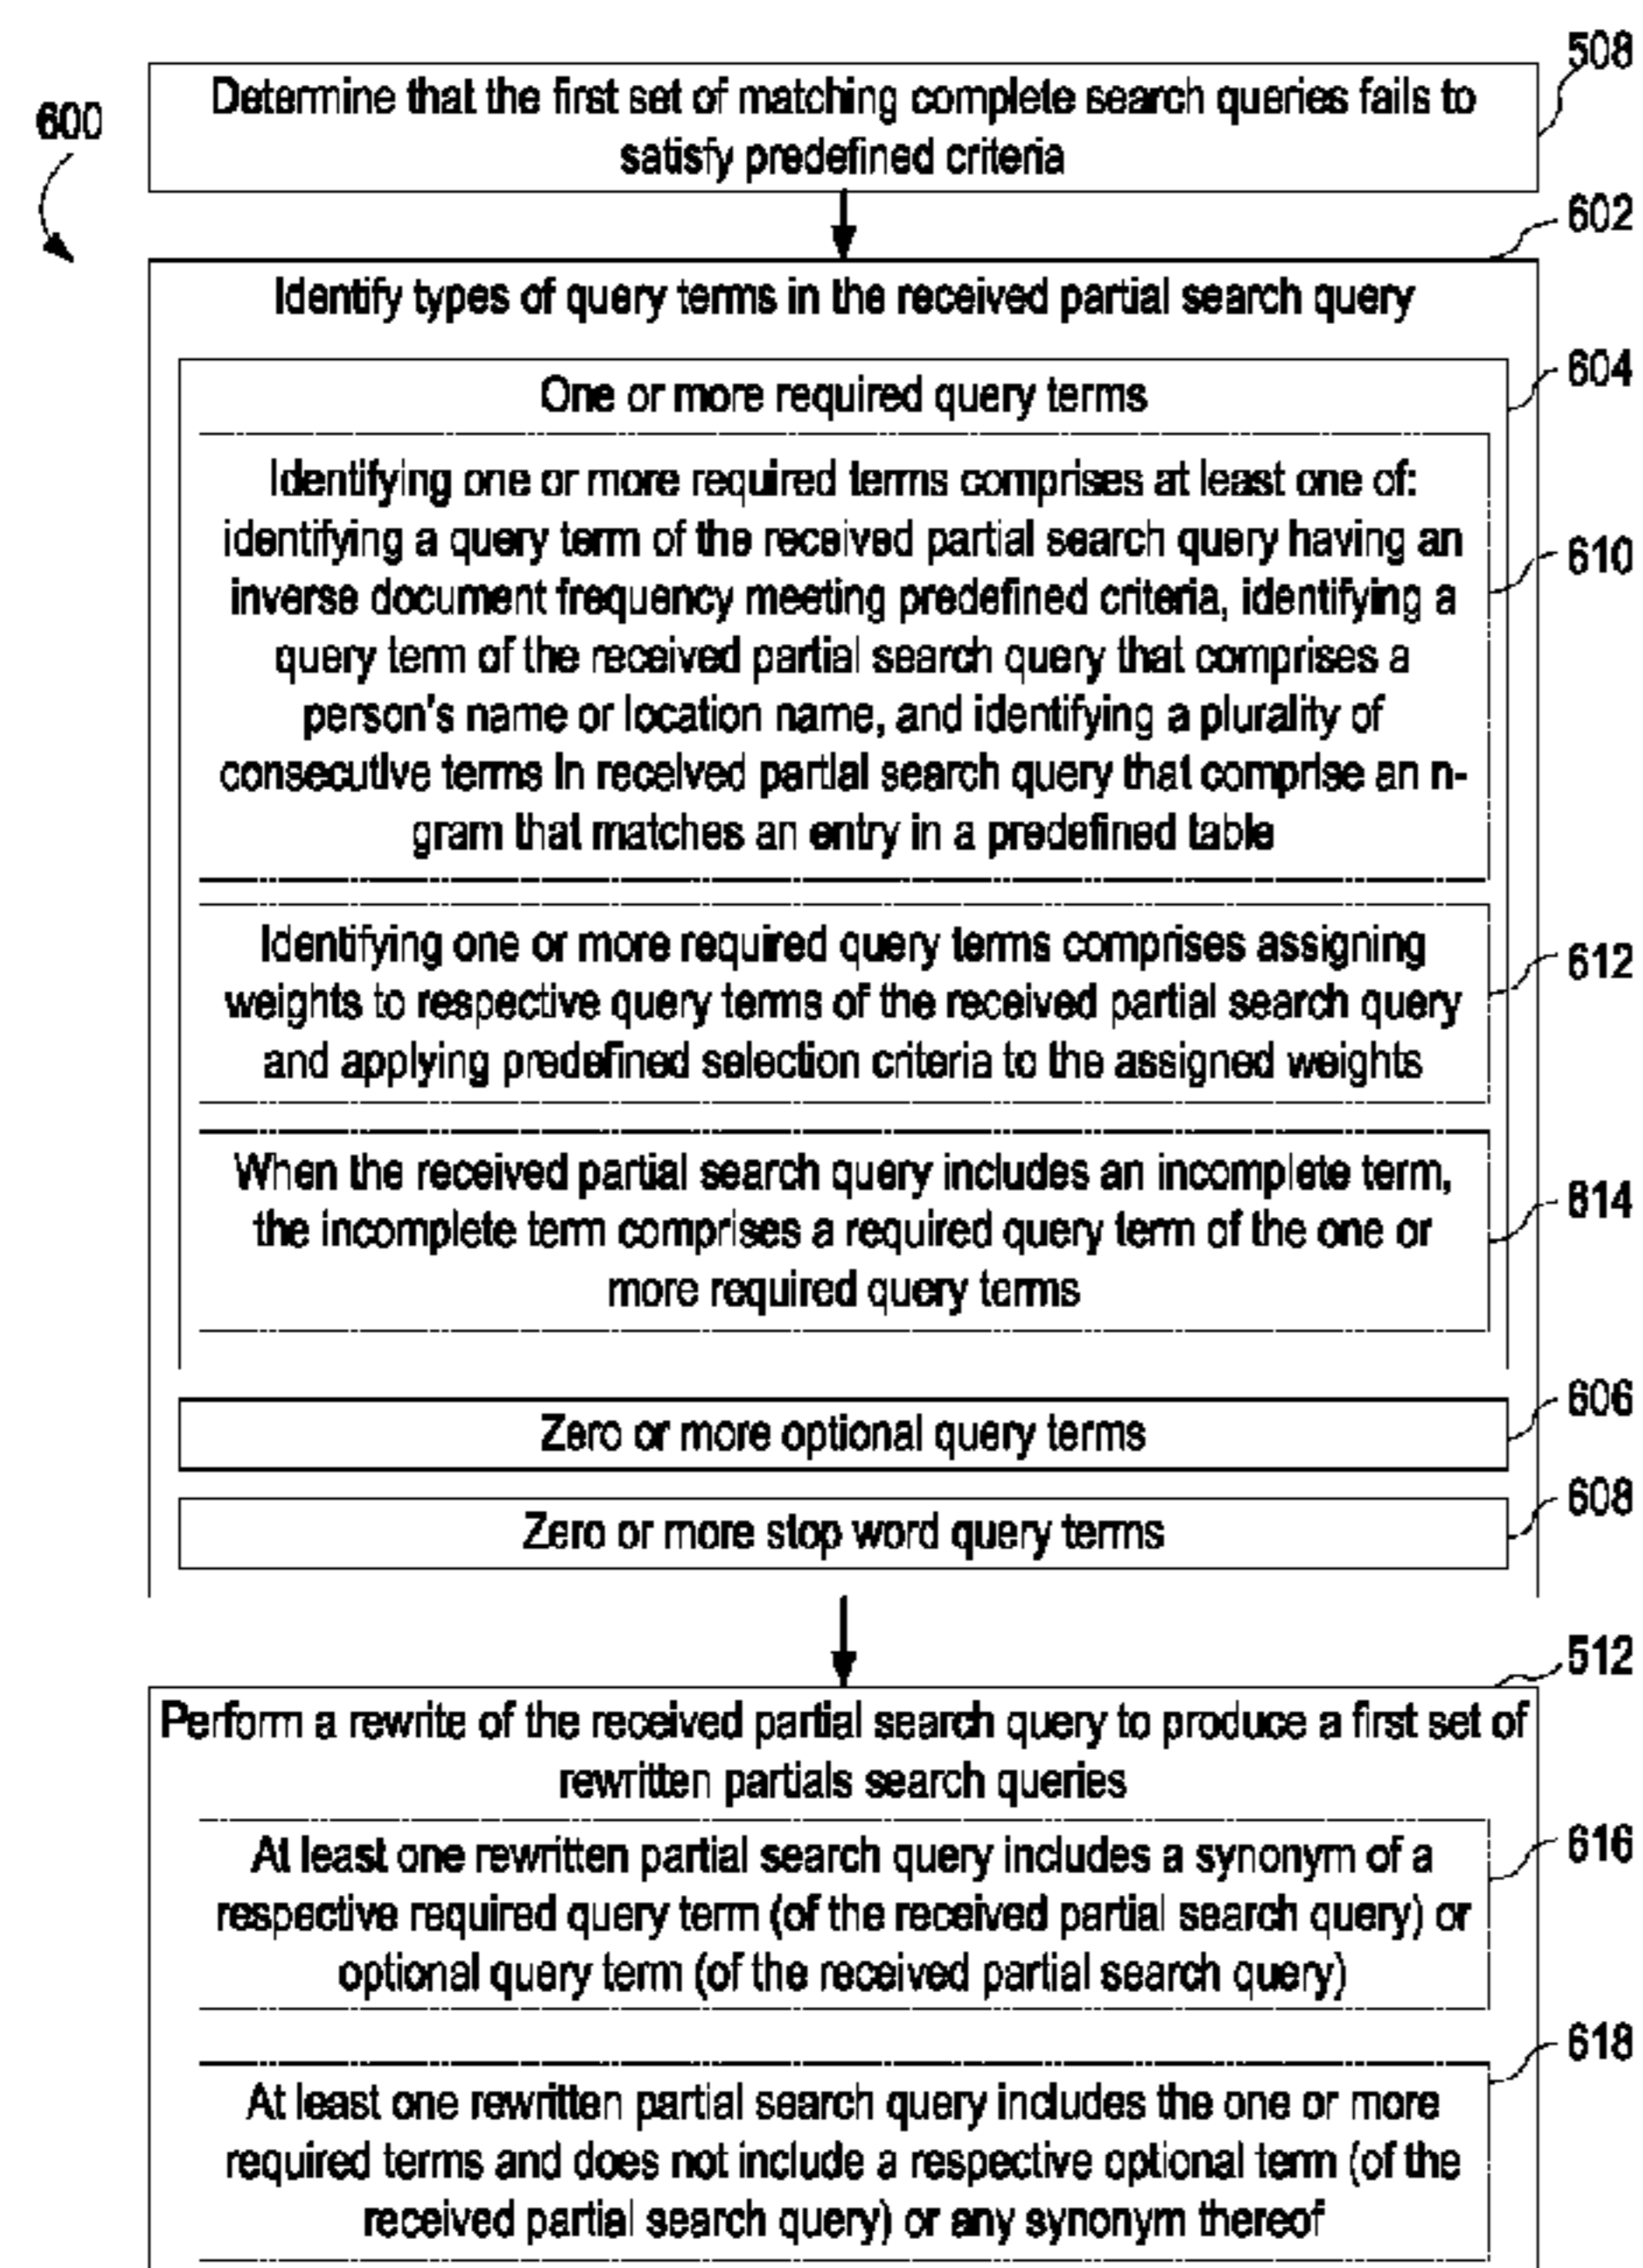 508
Determine that the first set of matching complete search queries fails to
satisfy predefined criteria
600
602
Identify types of query terms in the received partial search query
604
One or more required query terms
Identifying one or more required terms comprises at least one of:
identifying a query term of the received partial search query having an
610
inverse document frequency meeting predefined criteria, identifying a
query term of the received partial search query that comprises a
person's name or location name, and identifying a plurality of
consecutive terms in received partial search query that comprise an n-
gram that matches an entry in a predefined table
Identifying one or more required query terms comprises assigning
612
weights to respective query terms of the received partial search query
and applying predefined selection criteria to the assigned weights
When the received partial search query includes an incomplete term,
614
the incomplete term comprises a required query term of the one or
more required query terms
606
Zero or more optional query terms
608
Zero or more stop word query terms
512
Perform a rewrite of the received partial search query to produce a first set of
rewritten partials search queries
616
At least one rewritten partial search query includes a synonym of a
respective required query term (of the received partial search query) or
optional query term (of the received partial search query)
618
At least one rewritten partial search query includes the one or more
required terms and does not include a respective optional term (of the
received partial search query) or any synonym thereof